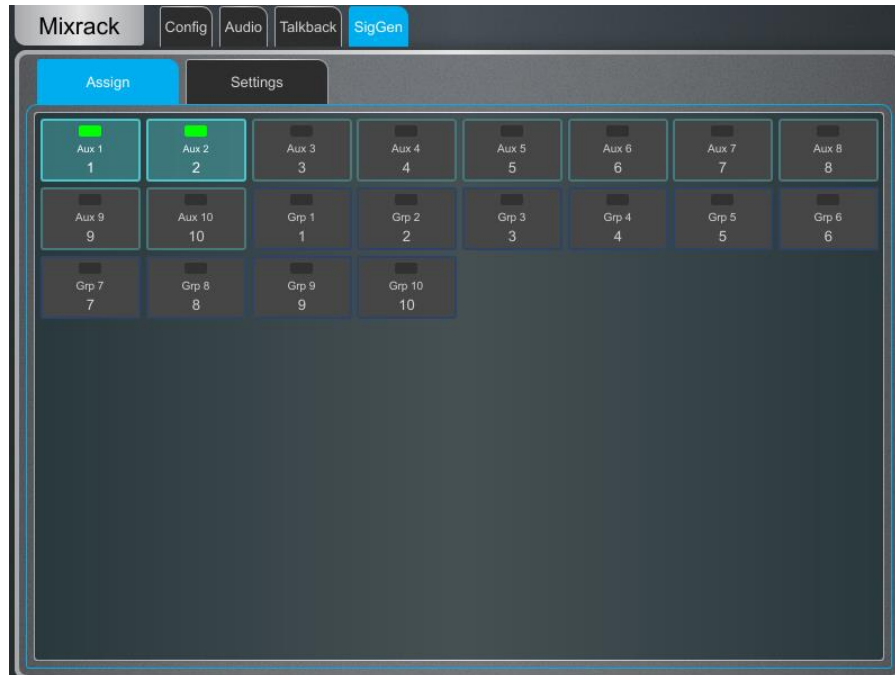 Mixrack Config Audio Talkback SigGen
Assign Settings
Aux 1 Aux 2 Aux 3 Aux 4 Aux 5 Aux 6 Aux 7 Aux 8
1 2 3 4 5 6 7 8
Aux 9 Aux 10 Grp 1 Grp 2 Grp 3 Grp 4 Grp 5 Grp 6
9 10 1 2 3 4 5 6
Grp 7 Grp 8 Grp 9 Grp 10
7 8 9 10